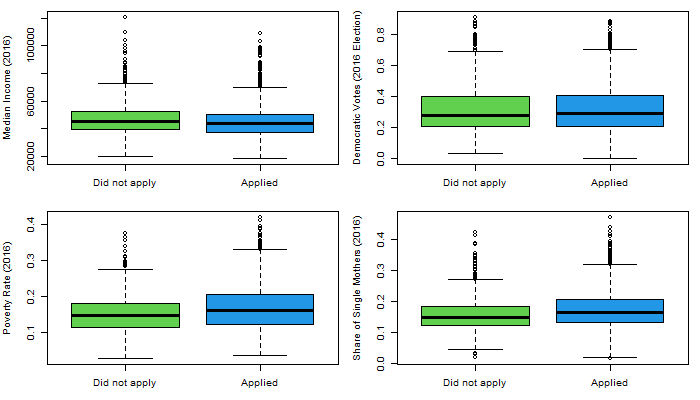 Median Income (2016)
100000
60000
20000
Did not apply
Applied
Democratic Votes (2016 Election)
0.8
0.6
0.4
0.2
0.0
Did not apply
Applied
Poverty Rate (2016)
0.4
0.3
0.2
0.1
Did not apply
Applied
Share of Single Mothers (2016)
0.4
0.3
0.2
0.1
0.0
Did not apply
Applied